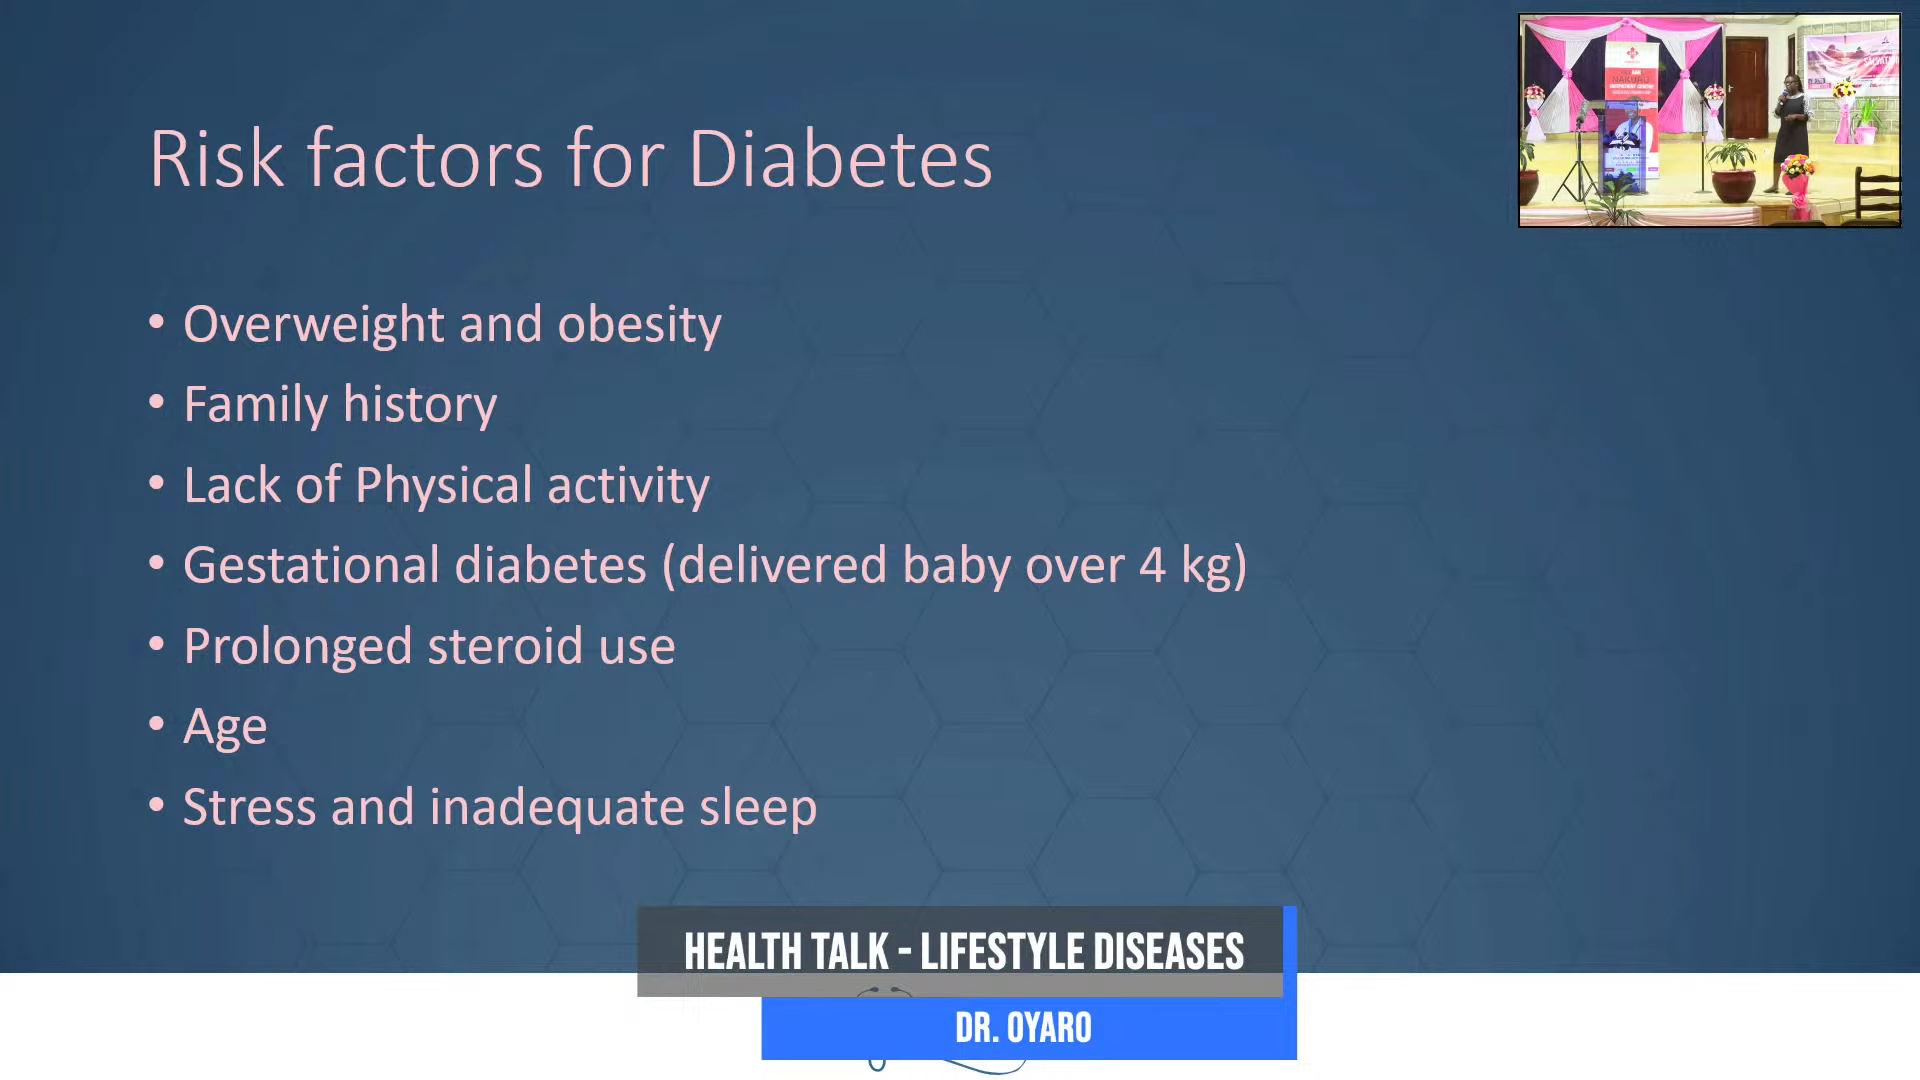 Risk factors for Diabetes
• Overweight and obesity
• Family history
• Lack of Physical activity
• Gestational diabetes (delivered baby over 4 kg)
• Prolonged steroid use
• Age
• Stress and inadequate sleep
HEALTH TALK - LIFESTYLE DISEASES
DR. OYARO
NAKURU